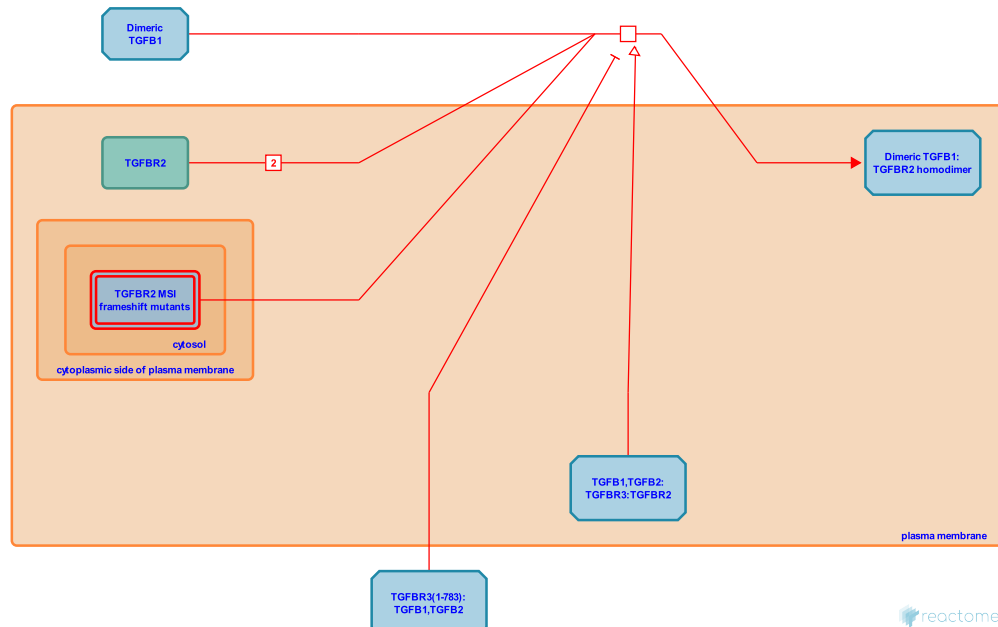 Dimeric
TGFB1
TGFBR2
2
Dimeric TGFB1:
TGFBR2 homodimer
TGFBR2 MSI
frameshift mutants
cytosol
cytoplasmic side of plasma membrane
TGFB1,TGFB2:
TGFBR3:TGFBR2
plasma membrane
TGFBR3(1-783):
TGFB1,TGFB2
reactome